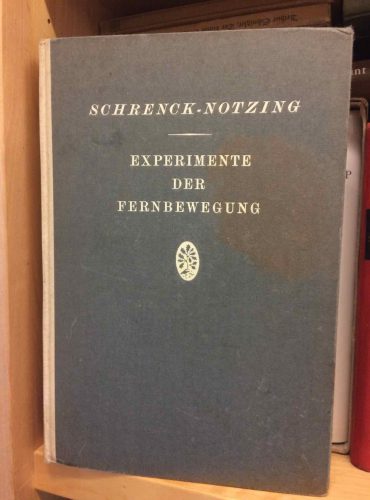 SCHRENCK-NOTZING
EXPERIMENTE
DER
FERNBEWEGUNG